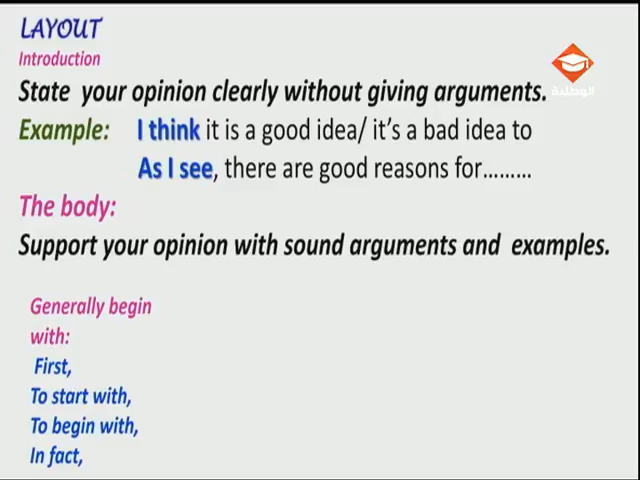 LAYOUT
Introduction
State your opinion clearly without giving arguments.
الوطنية
Example: I think it is a good idea/ it's a bad idea to
As I see, there are good reasons for………
The body:
Support your opinion with sound arguments and examples.
Generally begin
with:
First,
To start with,
To begin with,
In fact,